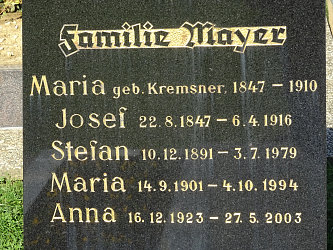 Familie Mayer
Maria geb. Kremsner, 1847 – 1910
Josef 22.8.1847 – 6.4.1916
Stefan 10.12.1891 – 3.7.1979
Maria 14.9.1901 – 4.10.1994
Anna 16.12.1923 – 27.5.2003